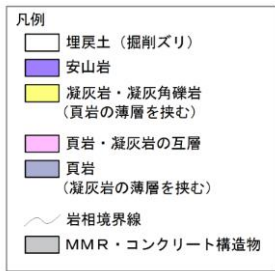 凡例
埋戻土（掘削ズリ）
安山岩
凝灰岩・凝灰角礫岩
（頁岩の薄層を挟む）
頁岩・凝灰岩の互層
頁岩
（凝灰岩の薄層を挟む）
岩相境界線
MMR・コンクリート構造物